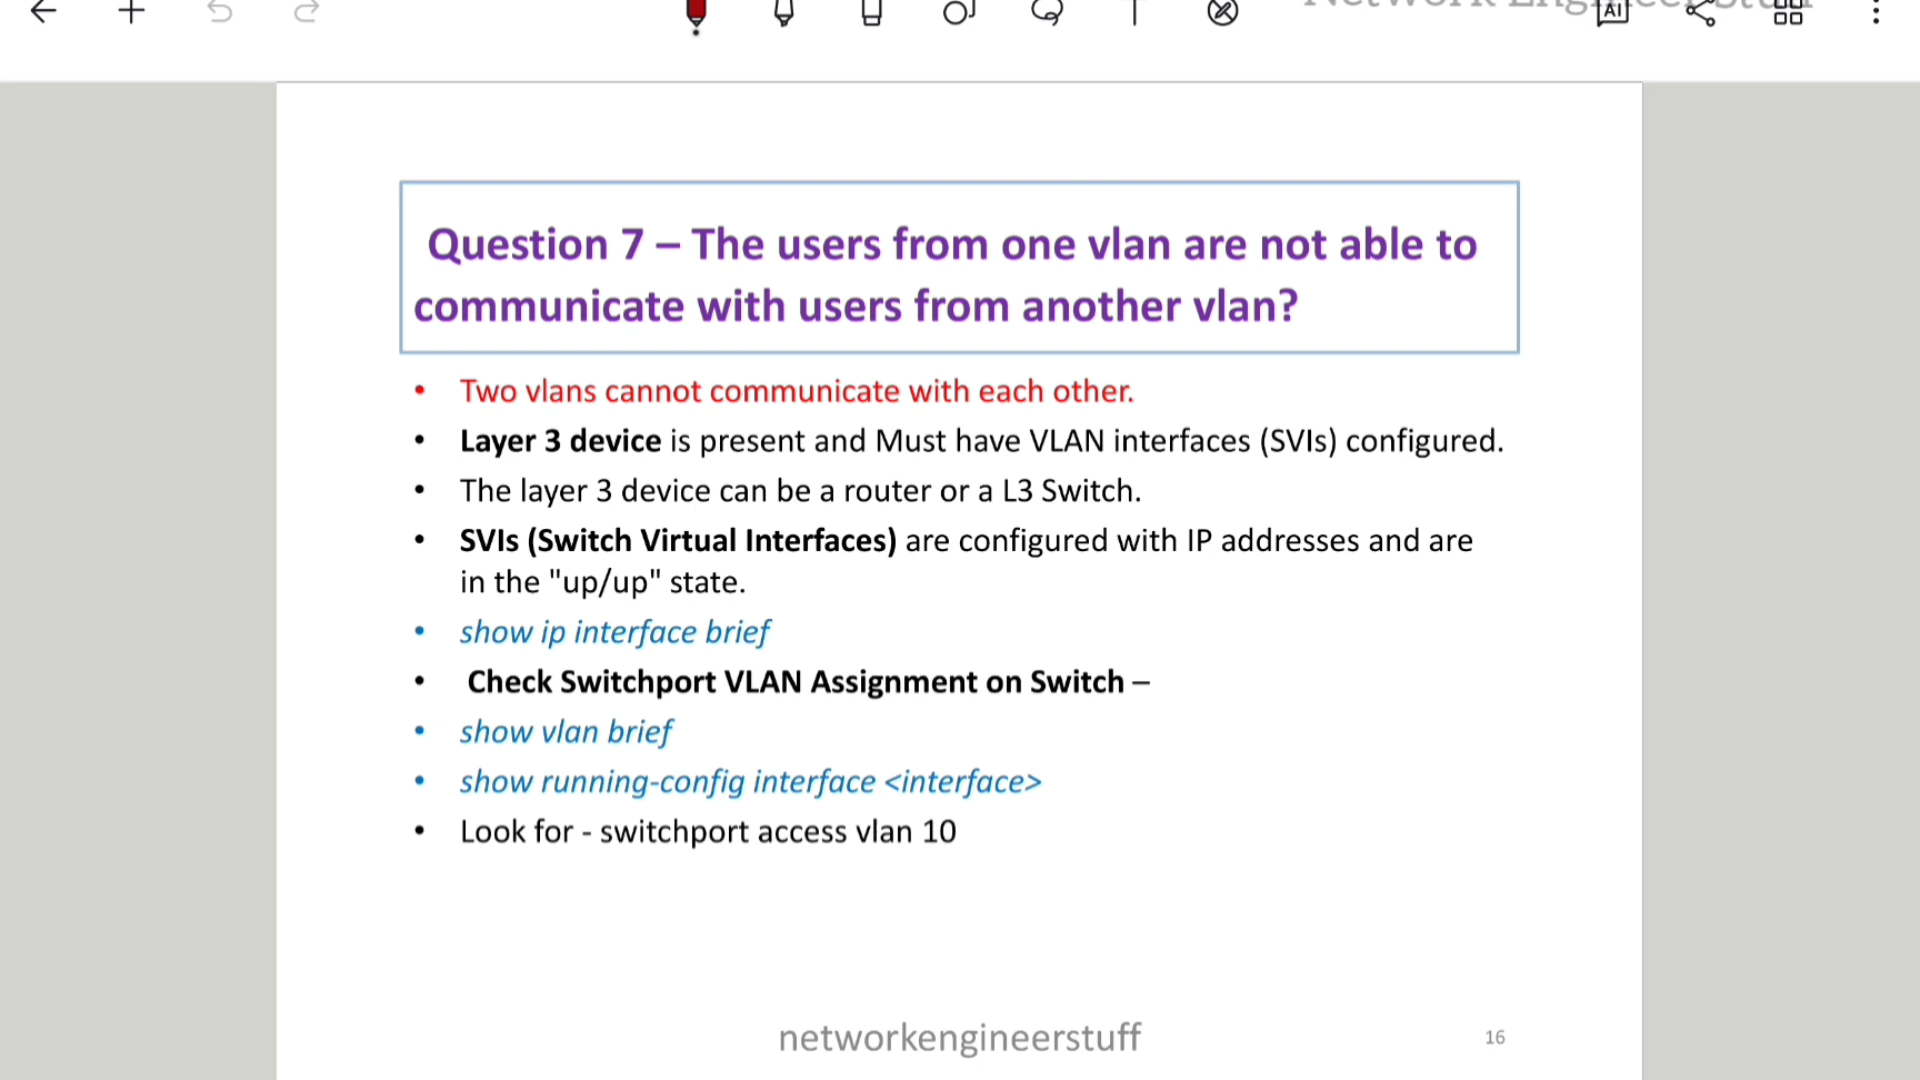 AI
Question 7 – The users from one vlan are not able to
communicate with users from another vlan?
• Two vlans cannot communicate with each other.
• Layer 3 device is present and Must have VLAN interfaces (SVIs) configured.
• The layer 3 device can be a router or a L3 Switch.
• SVIs (Switch Virtual Interfaces) are configured with IP addresses and are
in the "up/up" state.
• show ip interface brief
• Check Switchport VLAN Assignment on Switch –
• show vlan brief
• show running-config interface <interface>
• Look for - switchport access vlan 10
networkengineerstuff
16